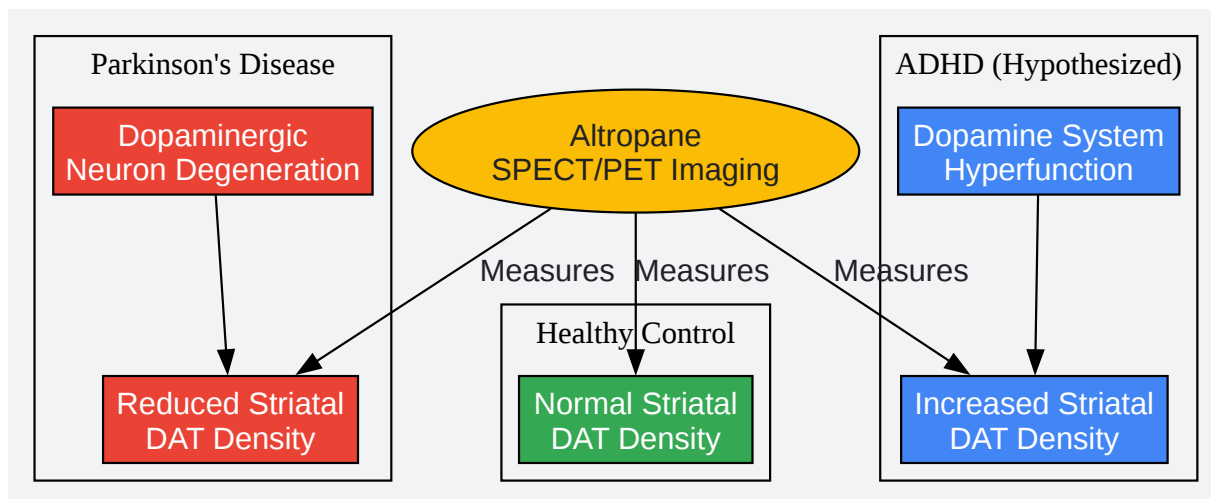 Parkinson's Disease
Dopaminergic
Neuron Degeneration
Reduced Striatal
DAT Density
Altropane
SPECT/PET Imaging
Measures
Measures
Measures
Healthy Control
Normal Striatal
DAT Density
ADHD (Hypothesized)
Dopamine System
Hyperfunction
Increased Striatal
DAT Density